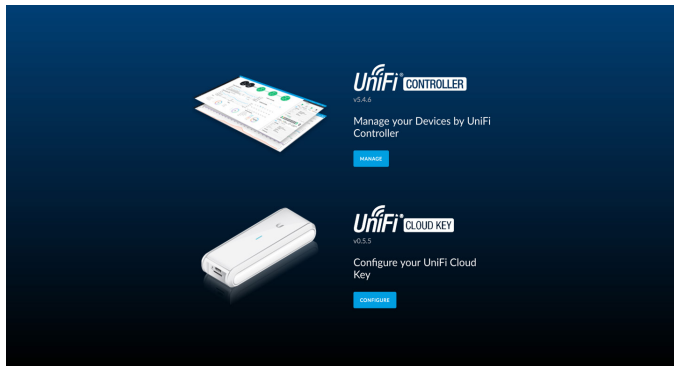 UniFi® CONTROLLER
v5.4.6
Manage your Devices by UniFi
Controller
MANAGE
UniFi® CLOUD KEY
v0.5.5
Configure your UniFi Cloud
Key
CONFIGURE